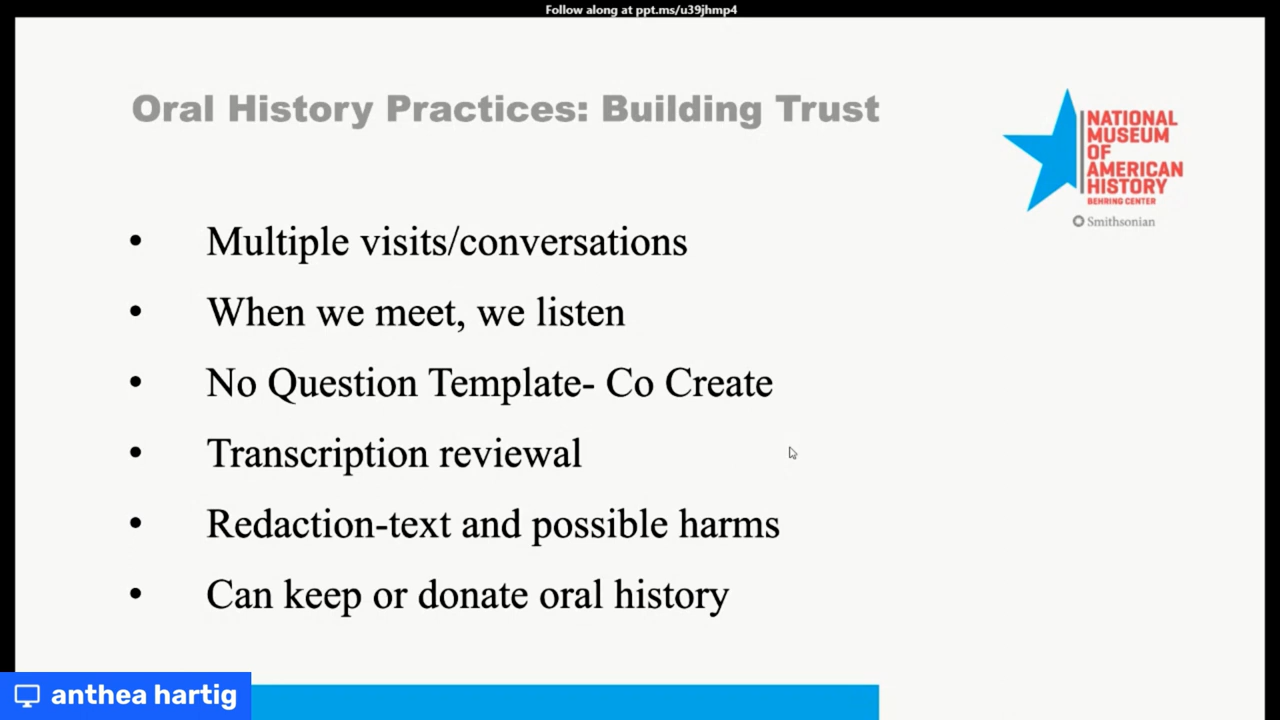 Follow along at ppt.ms/u39jhmp4
Oral History Practices: Building Trust
NATIONAL
MUSEUM
OF
AMERICAN
HISTORY
BEHRING CENTER
Smithsonian
• Multiple visits/conversations
• When we meet, we listen
• No Question Template- Co Create
• Transcription reviewal
• Redaction-text and possible harms
• Can keep or donate oral history
anthea hartig